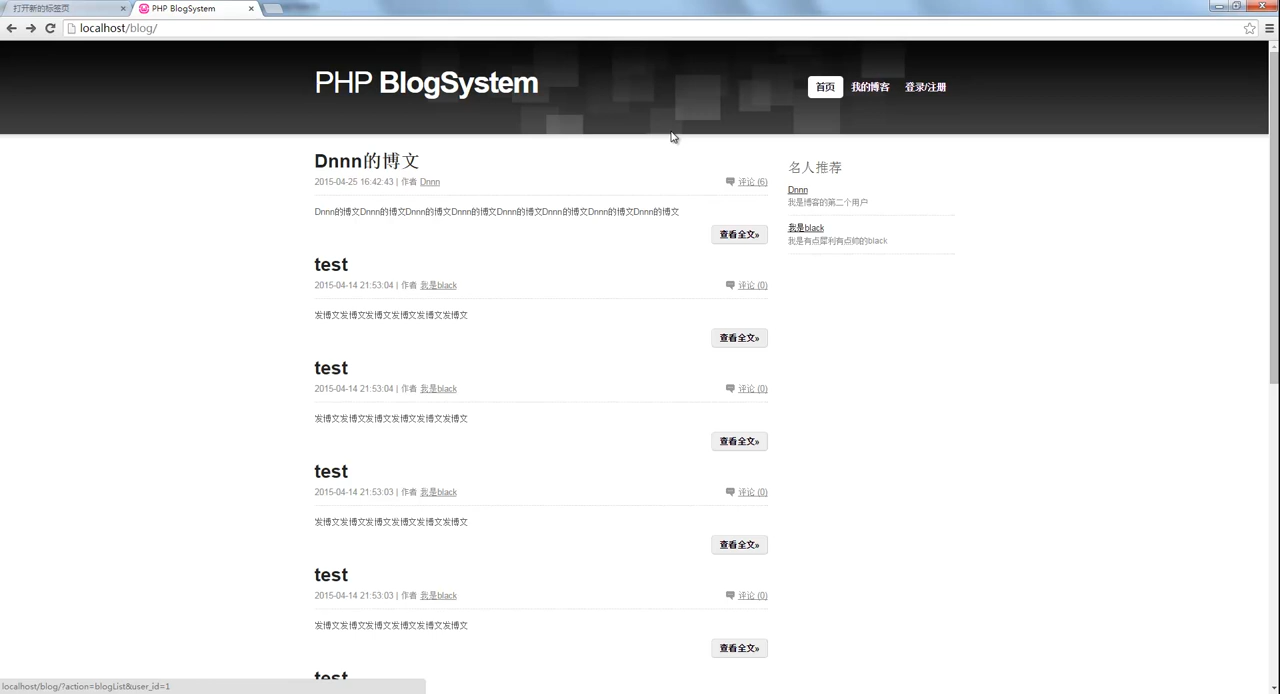 打开新的标签页
PHP BlogSystem
localhost/blog/
PHP BlogSystem
首页 我的博客 登录/注册
Dnnn的博文
2015-04-25 16:42:43 | 作者 Dnnn
评论 (6)
Dnnn的博文Dnnn的博文Dnnn的博文Dnnn的博文Dnnn的博文Dnnn的博文Dnnn的博文Dnnn的博文
查看全文»
test
2015-04-14 21:53:04 | 作者 我是black
评论 (0)
发博文发博文发博文发博文发博文发博文
查看全文»
test
2015-04-14 21:53:04 | 作者 我是black
评论 (0)
发博文发博文发博文发博文发博文发博文
查看全文»
test
2015-04-14 21:53:03 | 作者 我是black
评论 (0)
发博文发博文发博文发博文发博文发博文
查看全文»
test
2015-04-14 21:53:03 | 作者 我是black
评论 (0)
发博文发博文发博文发博文发博文发博文
查看全文»
test
名人推荐
Dnnn
我是博客的第二个用户
我是black
我是有点犀利有点帅的black
localhost/blog/?action=blogList&user_id=1